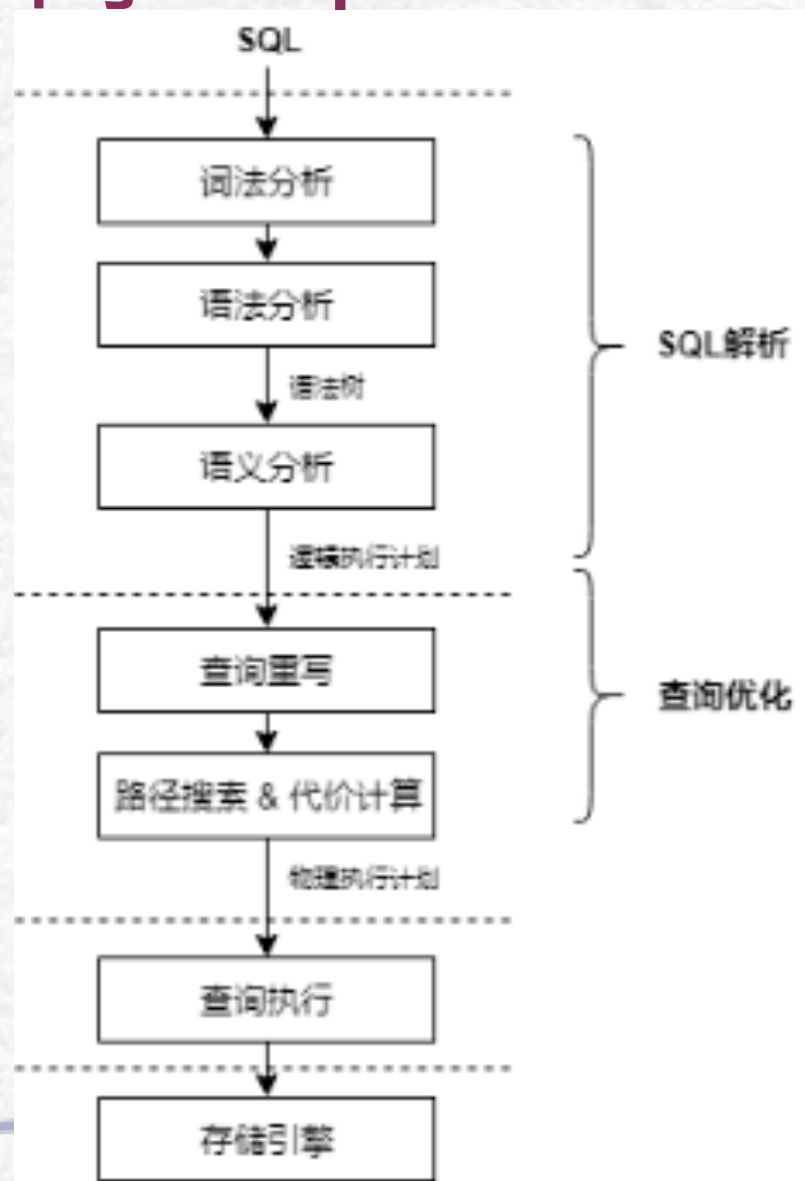 SQL
词法分析
语法分析
语法树
SQL解析
语义分析
逻辑执行计划
查询重写
查询优化
路径搜素 & 代价计算
物理执行计划
查询执行
存储引擎